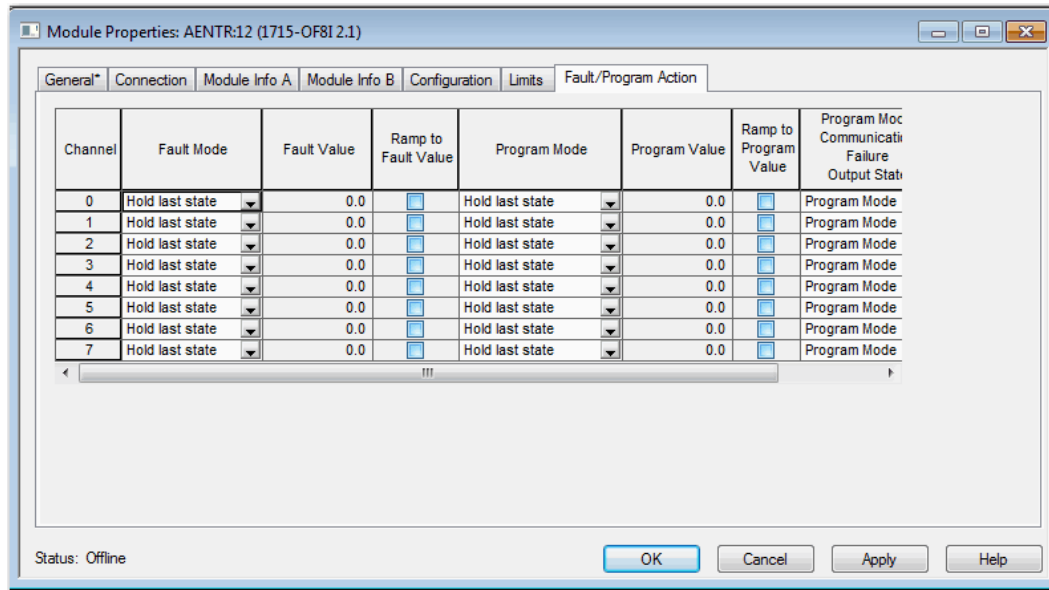 Module Properties: AENTR:12 (1715-OF8I 2.1)
General* Connection Module Info A Module Info B Configuration Limits Fault/Program Action
Channel Fault Mode Fault Value Ramp to Fault Value Program Mode Program Value Ramp to Program Value Program Mod Communicati Failure Output State
0 Hold last state 0.0 Hold last state 0.0 Program Mode
1 Hold last state 0.0 Hold last state 0.0 Program Mode
2 Hold last state 0.0 Hold last state 0.0 Program Mode
3 Hold last state 0.0 Hold last state 0.0 Program Mode
4 Hold last state 0.0 Hold last state 0.0 Program Mode
5 Hold last state 0.0 Hold last state 0.0 Program Mode
6 Hold last state 0.0 Hold last state 0.0 Program Mode
7 Hold last state 0.0 Hold last state 0.0 Program Mode
Status: Offline OK Cancel Apply Help